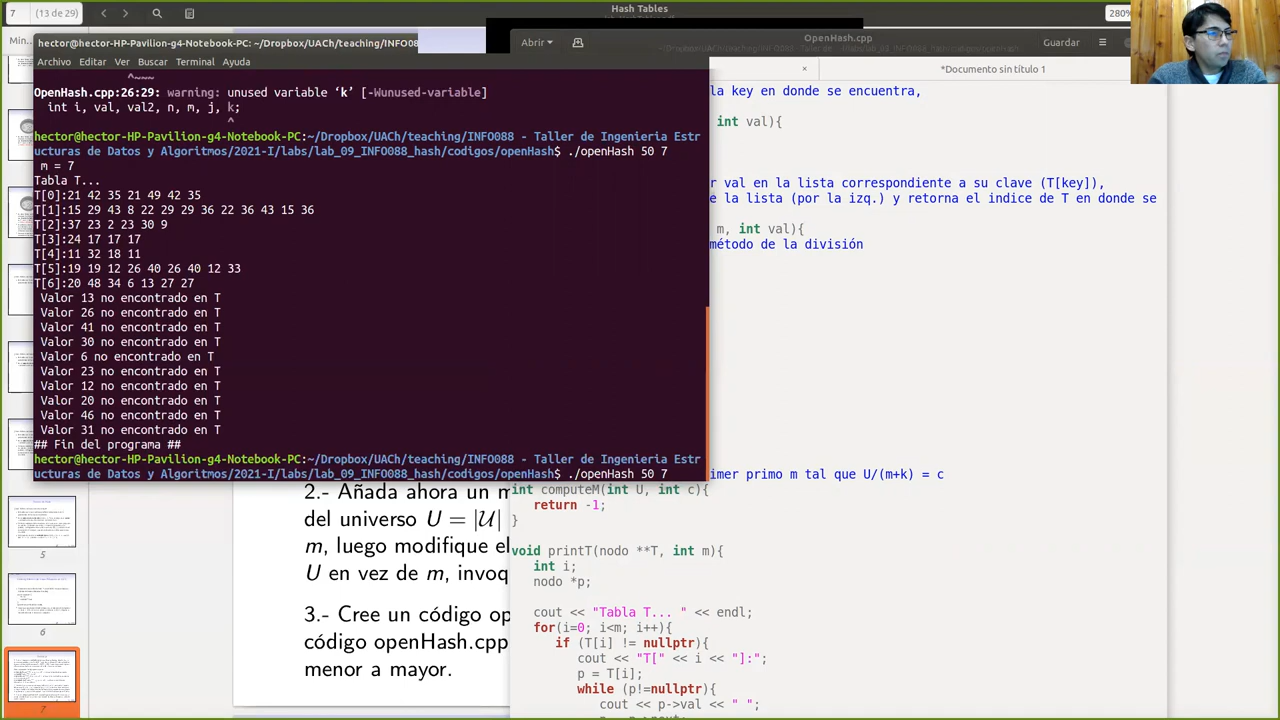 7 (13 de 29)
Hash Tables
280%
Min...
hector@hector-HP-Pavilion-g4-Notebook-PC: ~/Dropbox/UACh/teaching/INFO08
Archivo Editar Ver Buscar Terminal Ayuda
^~~~~
OpenHash.cpp:26:29: warning: unused variable ‘k’ [-Wunused-variable]
int i, val, val2, n, m, j, k;
^
hector@hector-HP-Pavilion-g4-Notebook-PC:~/Dropbox/UACh/teaching/INFO088 - Taller de Ingenieria Estr
ucturas de Datos y Algoritmos/2021-I/labs/lab_09_INFO088_hash/codigos/openHash$ ./openHash 50 7
m = 7
Tabla T...
T[0]:21 42 35 21 49 42 35
T[1]:15 29 43 8 22 29 29 36 22 36 43 15 36
T[2]:37 23 2 23 30 9
T[3]:24 17 17 17
T[4]:11 32 18 11
T[5]:19 19 12 26 40 26 40 12 33
T[6]:20 48 34 6 13 27 27
Valor 13 no encontrado en T
Valor 26 no encontrado en T
Valor 41 no encontrado en T
Valor 30 no encontrado en T
Valor 6 no encontrado en T
Valor 23 no encontrado en T
Valor 12 no encontrado en T
Valor 20 no encontrado en T
Valor 46 no encontrado en T
Valor 31 no encontrado en T
## Fin del programa ##
hector@hector-HP-Pavilion-g4-Notebook-PC:~/Dropbox/UACh/teaching/INFO088 - Taller de Ingenieria Estr
ucturas de Datos y Algoritmos/2021-I/labs/lab_09_INFO088_hash/codigos/openHash$ ./openHash 50 7
5
6
7
2.- Añada ahora un m
del universo U = |U|
m, luego modifique el
U en vez de m, invoq
3.- Cree un código op
código openHash.cpp
menor a mayor.
Abrir
OpenHash.cpp
Guardar
×
*Documento sin título 1
la key en donde se encuentra,
int val){
r val en la lista correspondiente a su clave (T[key]),
e la lista (por la izq.) y retorna el indice de T en donde se
m, int val){
método de la división
imer primo m tal que U/(m+k) = c
int computeM(int U, int c){
return -1;
}
void printT(nodo **T, int m){
int i;
nodo *p;
cout << "Tabla T... " << endl;
for(i=0; i<m; i++){
if (T[i] != nullptr){
cout << "T[" << i << "]:";
p = T[i];
while (p!=nullptr){
cout << p->val << " ";